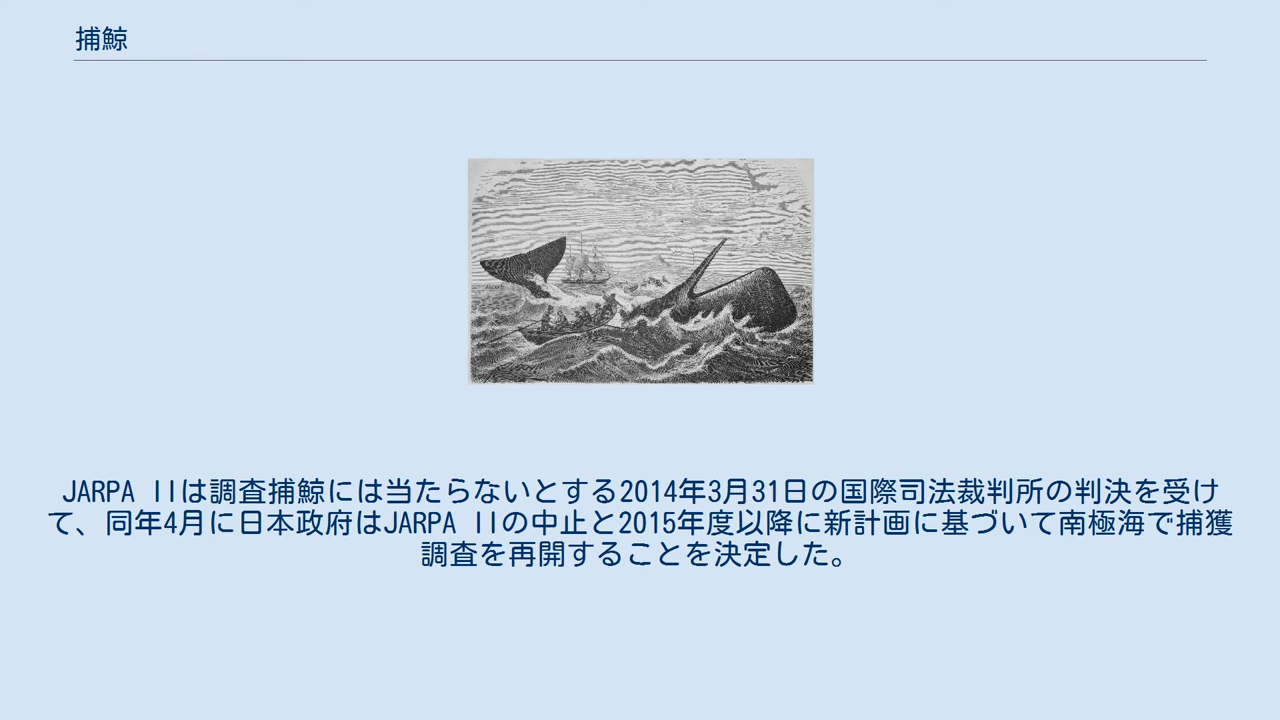 捕鯨
JARPA IIは調査捕鯨には当たらないとする2014年3月31日の国際司法裁判所の判決を受け
て、同年4月に日本政府はJARPA IIの中止と2015年度以降に新計画に基づいて南極海で捕獲
調査を再開することを決定した。